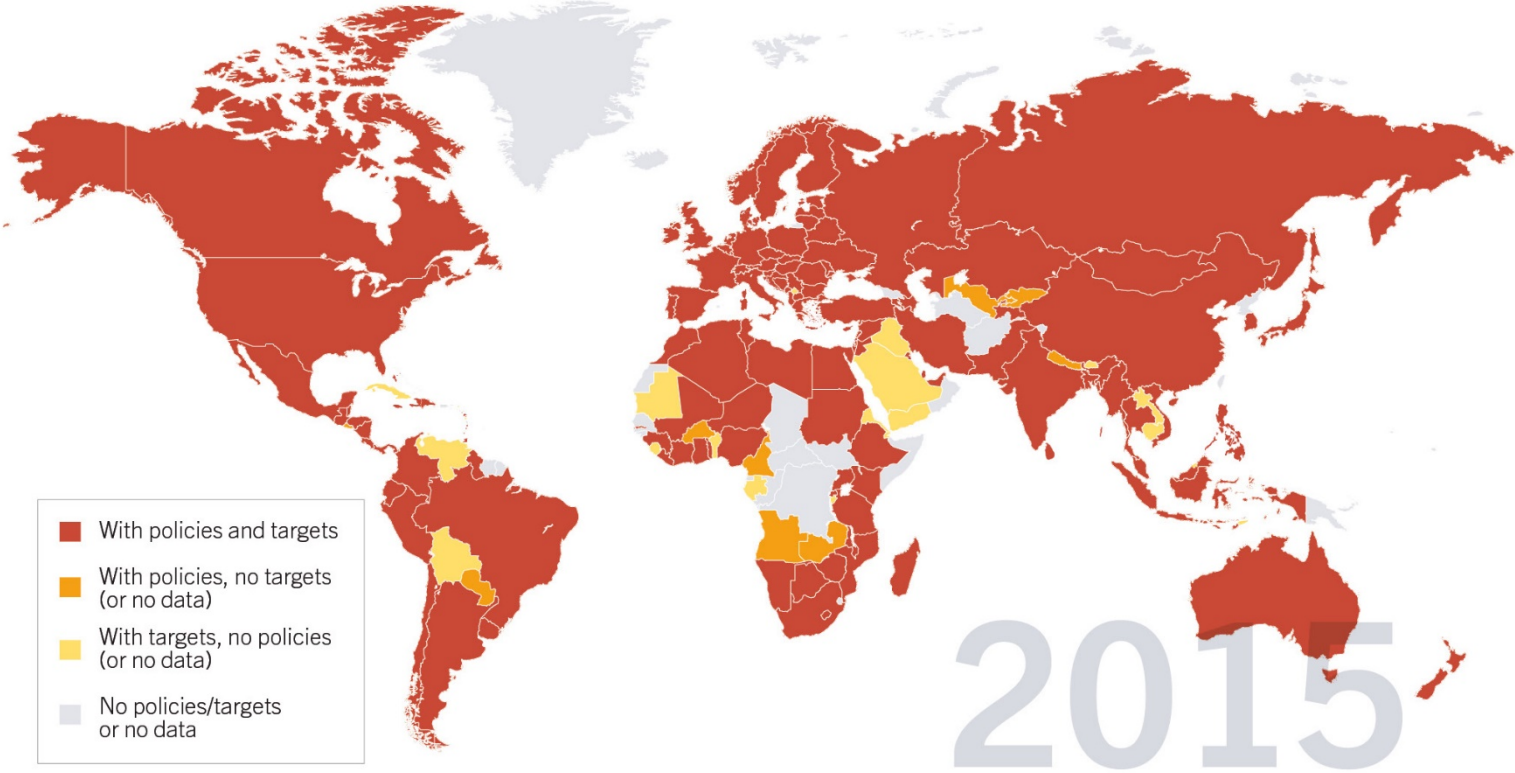 With policies and targets
With policies, no targets
(or no data)
With targets, no policies
(or no data)
No policies/targets
or no data
2015